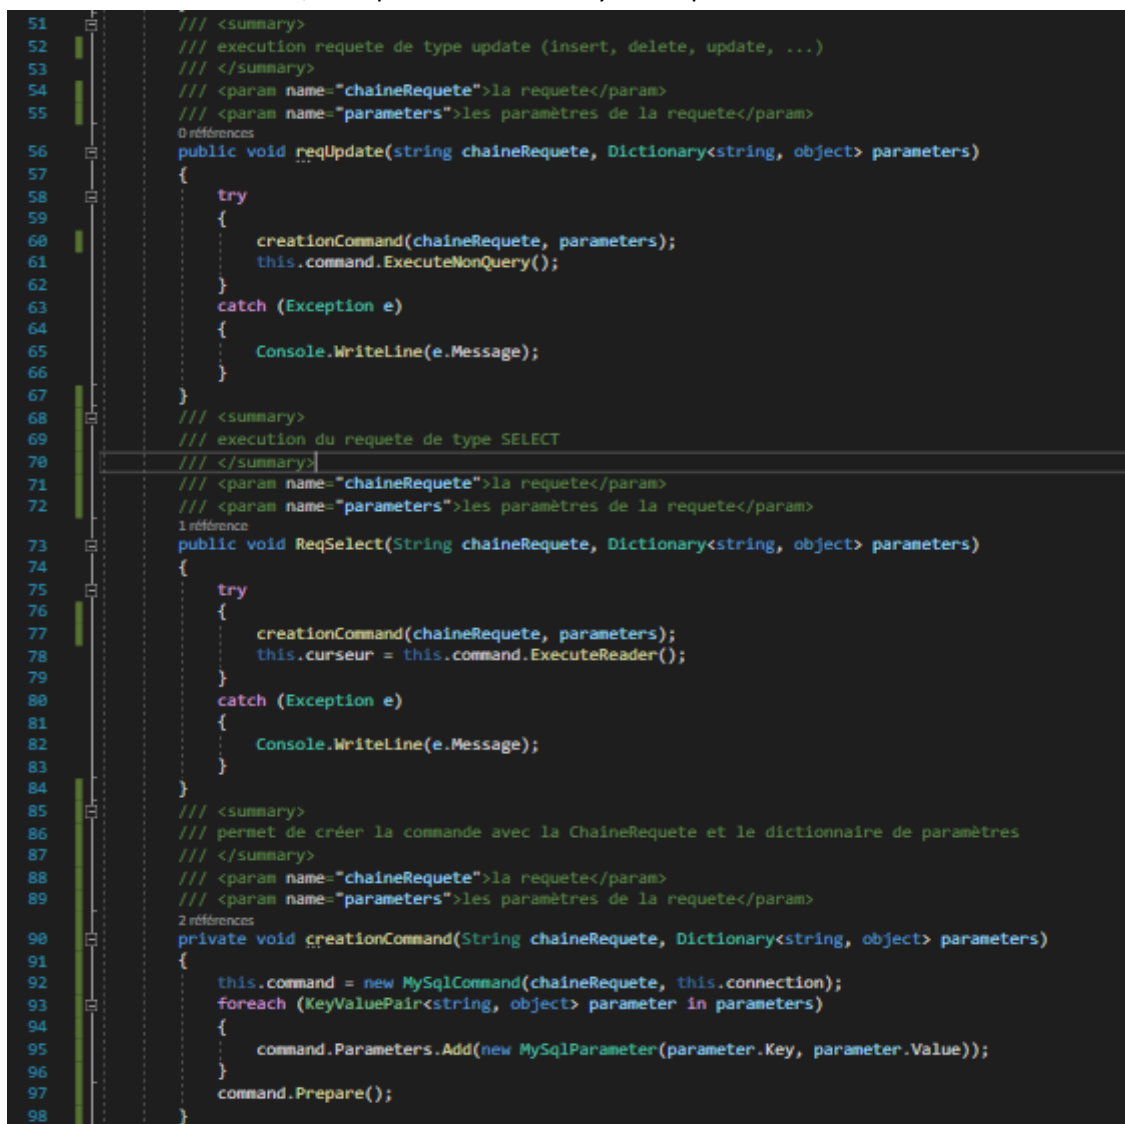 51 /// <summary>
52 /// execution requete de type update (insert, delete, update, ...)
53 /// </summary>
54 /// <param name="chaineRequete">la requete</param>
55 /// <param name="parameters">les paramètres de la requete</param>
0 références
56 public void reqUpdate(string chaineRequete, Dictionary<string, object> parameters)
57 {
58 try
59 {
60 creationCommand(chaineRequete, parameters);
61 this.command.ExecuteNonQuery();
62 }
63 catch (Exception e)
64 {
65 Console.WriteLine(e.Message);
66 }
67 }
68 /// <summary>
69 /// execution du requete de type SELECT
70 /// </summary>
71 /// <param name="chaineRequete">la requete</param>
72 /// <param name="parameters">les paramètres de la requete</param>
1 référence
73 public void ReqSelect(String chaineRequete, Dictionary<string, object> parameters)
74 {
75 try
76 {
77 creationCommand(chaineRequete, parameters);
78 this.curseur = this.command.ExecuteReader();
79 }
80 catch (Exception e)
81 {
82 Console.WriteLine(e.Message);
83 }
84 }
85 /// <summary>
86 /// permet de créer la commande avec la ChaineRequete et le dictionnaire de paramètres
87 /// </summary>
88 /// <param name="chaineRequete">la requete</param>
89 /// <param name="parameters">les paramètres de la requete</param>
2 références
90 private void creationCommand(String chaineRequete, Dictionary<string, object> parameters)
91 {
92 this.command = new MySqlCommand(chaineRequete, this.connection);
93 foreach (KeyValuePair<string, object> parameter in parameters)
94 {
95 command.Parameters.Add(new MySqlParameter(parameter.Key, parameter.Value));
96 }
97 command.Prepare();
98 }